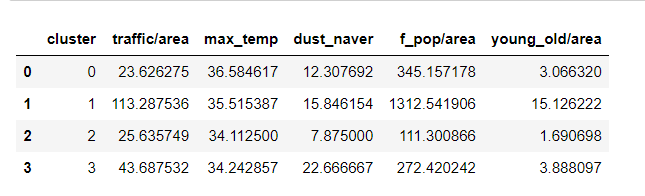 cluster traffic/area max_temp dust_naver f_pop/area young_old/area
0 0 23.626275 36.584617 12.307692 345.157178 3.066320
1 1 113.287536 35.515387 15.846154 1312.541906 15.126222
2 2 25.635749 34.112500 7.875000 111.300866 1.690698
3 3 43.687532 34.242857 22.666667 272.420242 3.888097